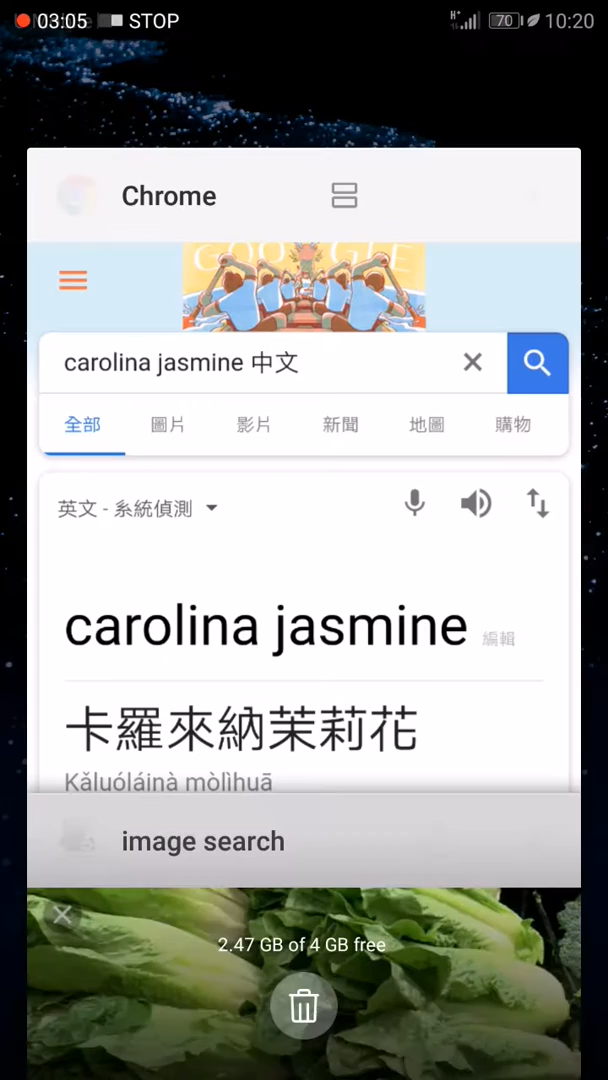 03:05 STOP
H+ 70 10:20
Chrome
GOOGLE
carolina jasmine 中文
全部 圖片 影片 新聞 地圖 購物
英文 - 系統偵測
carolina jasmine 編輯
卡羅來納茉莉花
Kǎluóláinà mòlìhuā
image search
2.47 GB of 4 GB free